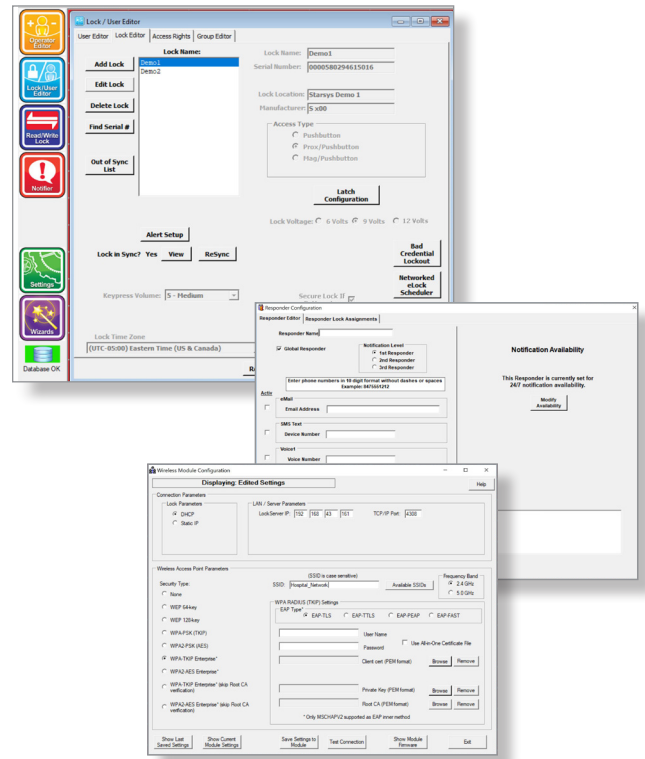 Lock / User Editor
User Editor Lock Editor Access Rights Group Editor
Operator Editor
Lock/User Editor
Read/Write Lock
Notifier
Settings
Wizards
Database OK
Lock Name:
Add Lock
Edit Lock
Delete Lock
Find Serial #
Out of Sync List
Demo1
Demo2
Lock Name: Demo1
Serial Number: 0000580294615016
Lock Location: Starsys Demo 1
Manufacturer: S x00
Access Type
Pushbutton
Prox/Pushbutton
Mag/Pushbutton
Latch Configuration
Lock Voltage: 6 Volts 9 Volts 12 Volts
Alert Setup
Lock in Sync? Yes View ReSync
Bad Credential Lockout
Networked eLock Scheduler
Keypress Volume: 5 - Medium
Secure Lock If
Lock Time Zone
(UTC-05:00) Eastern Time (US & Canada)
Responder Configuration
Responder Editor Responder Lock Assignments
Responder Name
Global Responder
Notification Level
1st Responder
2nd Responder
3rd Responder
Enter phone numbers in 10 digit format without dashes or spaces
Example: 8475551212
Activ
eMail
Email Address
SMS Text
Device Number
Voice1
Voice Number
Notification Availability
This Responder is currently set for
24/7 notification availability.
Modify Availability
Wireless Module Configuration
Displaying: Edited Settings
Help
Connection Parameters
Lock Parameters
DHCP
Static IP
LAN / Server Parameters
LockServer IP: 192 168 43 161 TCP/IP Port: 4308
Wireless Access Point Parameters
Security Type:
None
WEP 64-key
WEP 128-key
WPA-PSK (TKIP)
WPA2-PSK (AES)
WPA-TKIP Enterprise*
WPA2-AES Enterprise*
WPA-TKIP Enterprise* (skip Root CA verification)
WPA2-AES Enterprise* (skip Root CA verification)
(SSID is case sensitive)
SSID: Hospital_Network Available SSIDs
Frequency Band
2.4 GHz
5.0 GHz
WPA RADIUS (TKIP) Settings
EAP Type*
EAP-TLS EAP-TTLS EAP-PEAP EAP-FAST
User Name
Password
Use All-in-One Certificate File
Client cert (PEM format) Browse Remove
Private Key (PEM format) Browse Remove
Root CA (PEM format) Browse Remove
* Only MSCHAPV2 supported as EAP inner method
Show Last Saved Settings
Show Current Module Settings
Save Settings to Module
Test Connection
Show Module Firmware
Exit